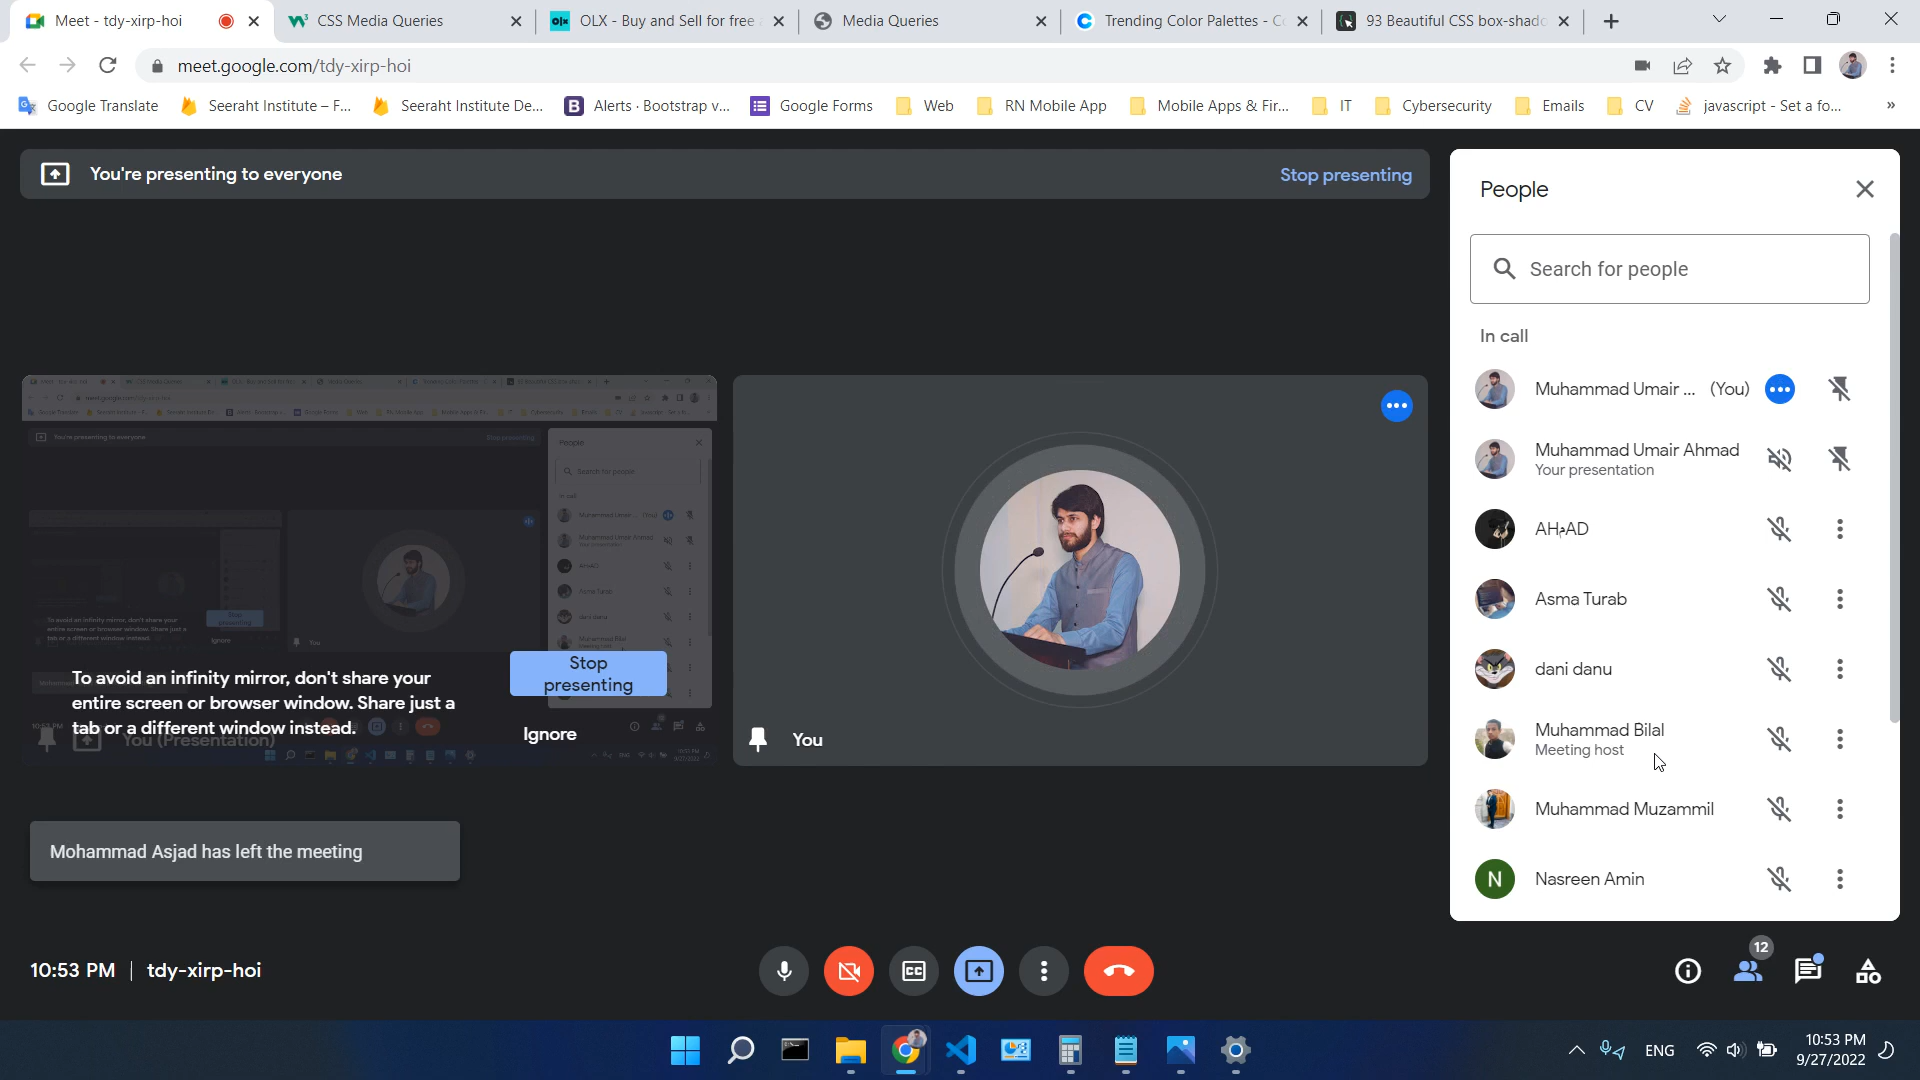 Meet - tdy-xirp-hoi
CSS Media Queries
OLX - Buy and Sell for free
Media Queries
Trending Color Palettes - C
93 Beautiful CSS box-shado
meet.google.com/tdy-xirp-hoi
Google Translate
Seeraht Institute – F...
Seeraht Institute De...
Alerts · Bootstrap v...
Google Forms
Web
RN Mobile App
Mobile Apps & Fir...
IT
Cybersecurity
Emails
CV
javascript - Set a fo...
»
You're presenting to everyone
Stop presenting
People
Search for people
In call
Muhammad Umair ... (You)
Muhammad Umair Ahmad
Your presentation
AHمAD
Asma Turab
dani danu
Muhammad Bilal
Meeting host
Muhammad Muzammil
N
Nasreen Amin
To avoid an infinity mirror, don't share your
entire screen or browser window. Share just a
tab or a different window instead.
Stop
presenting
Ignore
You (Presentation)
You
Mohammad Asjad has left the meeting
10:53 PM | tdy-xirp-hoi
CC
12
ENG
10:53 PM
9/27/2022